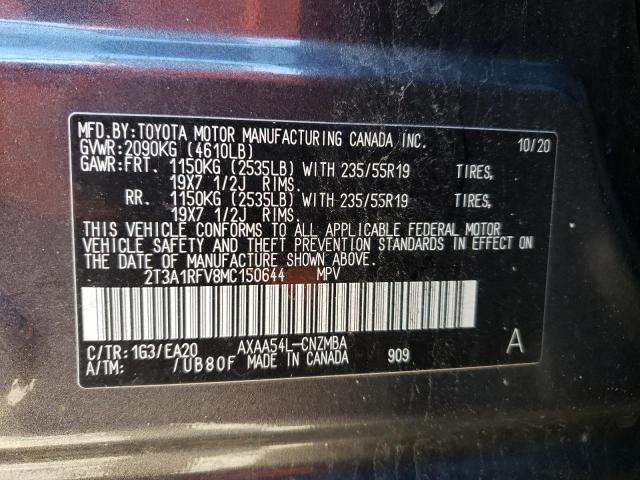 MFD.BY:TOYOTA MOTOR MANUFACTURING CANADA INC. 10/20
GVWR:2090KG (4610LB)
GAWR:FRT. 1150KG (2535LB) WITH 235/55R19 TIRES,
19X7 1/2J RIMS.
RR. 1150KG (2535LB) WITH 235/55R19 TIRES,
19X7 1/2J RIMS.
THIS VEHICLE CONFORMS TO ALL APPLICABLE FEDERAL MOTOR
VEHICLE SAFETY AND THEFT PREVENTION STANDARDS IN EFFECT ON
THE DATE OF MANUFACTURE SHOWN ABOVE.
2T3A1RFV8MC150644 MPV
C/TR:1G3/EA20 AXAA54L-CNZMBA A
A/TM: /UB80F MADE IN CANADA 909